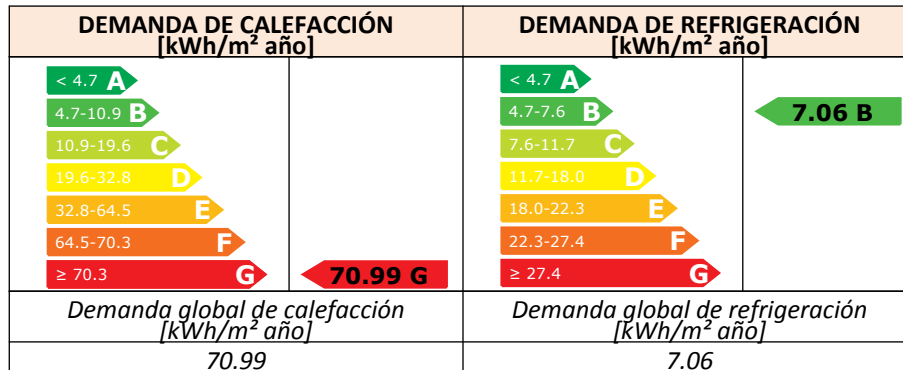 DEMANDA DE CALEFACCIÓN
[kWh/m² año]
< 4.7 A
4.7-10.9 B
10.9-19.6 C
19.6-32.8 D
32.8-64.5 E
64.5-70.3 F
≥ 70.3 G
70.99 G
Demanda global de calefacción
[kWh/m² año]
70.99
DEMANDA DE REFRIGERACIÓN
[kWh/m² año]
< 4.7 A
4.7-7.6 B
7.6-11.7 C
11.7-18.0 D
18.0-22.3 E
22.3-27.4 F
≥ 27.4 G
7.06 B
Demanda global de refrigeración
[kWh/m² año]
7.06